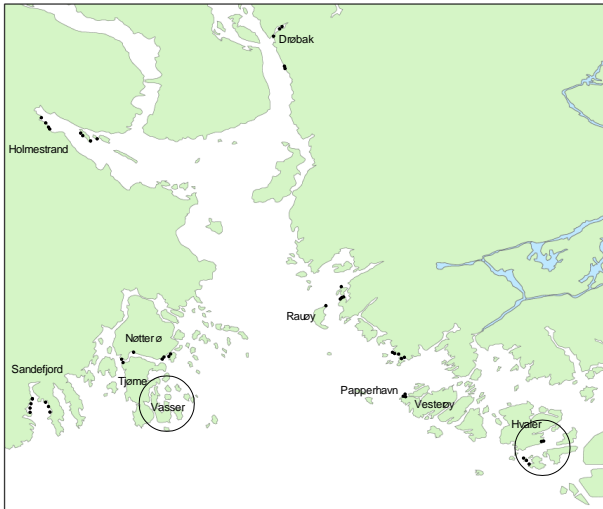 Drøbak
Holmestrand
Rauøy
Nøtterø
Sandefjord
Tjøme
Vasser
Papperhavn
Vesterøy
Hvaler